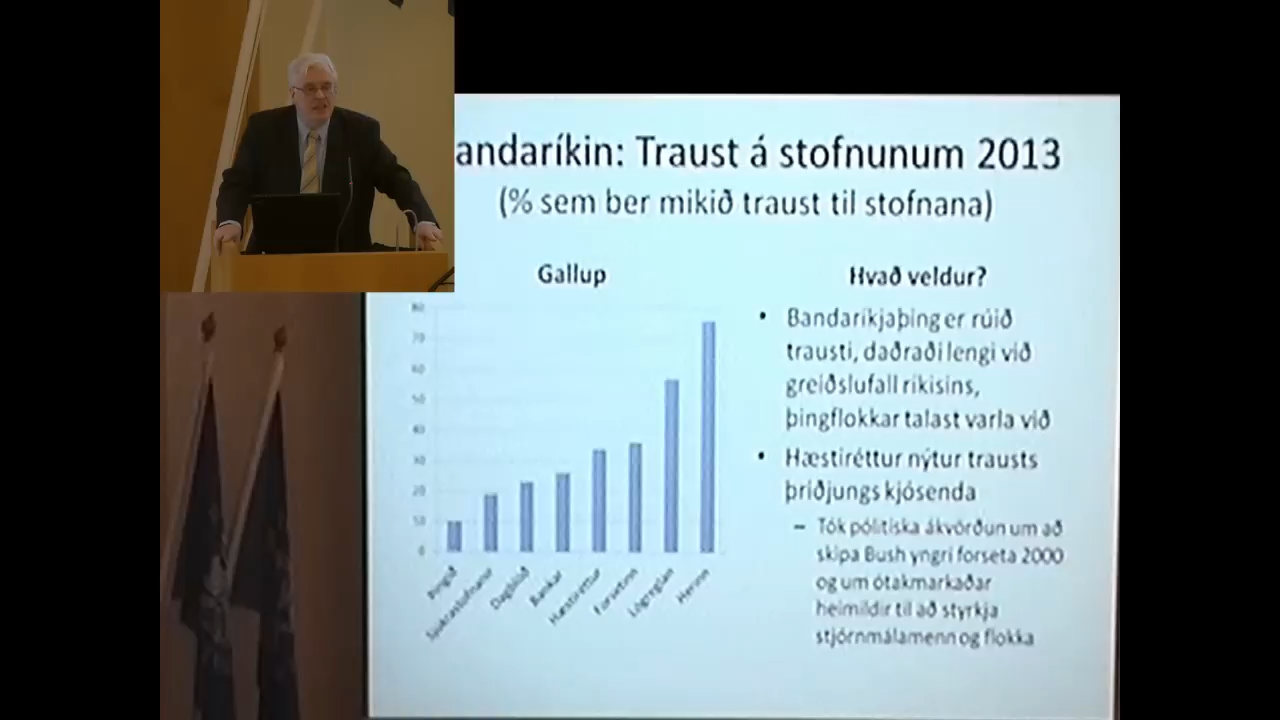 andaríkin: Traust á stofnunum 2013
(% sem ber mikið traust til stofnana)
Gallup
80
70
60
50
40
30
20
10
0
Þingið
Sjúkrastofnanir
Dagblöð
Bankar
Hæstiréttur
Forsetinn
Lögreglan
Herinn
Hvað veldur?
• Bandaríkjaþing er rúið
trausti, daðraði lengi við
greiðslufall ríkisins,
þingflokkar talast varla við
• Hæstiréttur nýtur trausts
þriðjungs kjósenda
– Tók pólitíska ákvörðun um að
skipa Bush yngri forseta 2000
og um ótakmarkaðar
heimildir til að styrkja
stjórnmálamenn og flokka